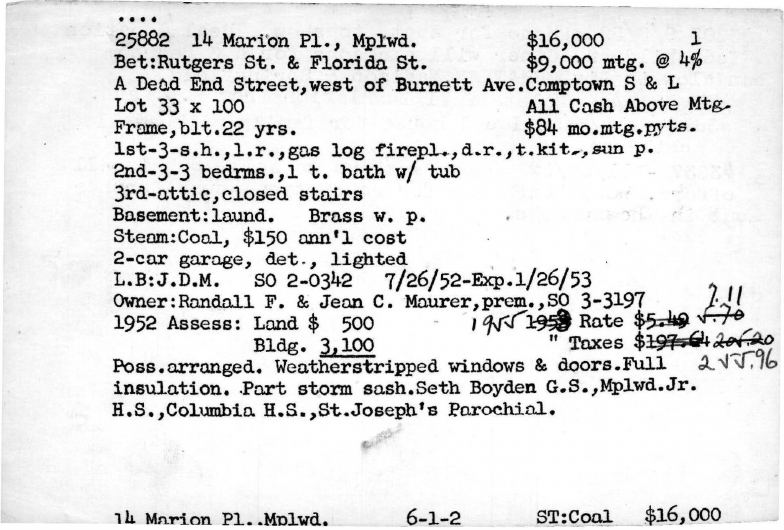 25882  14 Marion Pl., Mplwd.  $16,000  1
Bet:Rutgers St. & Florida St.  $9,000 mtg. @ 4%
A Dead End Street,west of Burnett Ave.Camptown S & L
Lot 33 x 100  All Cash Above Mtg.
Frame,blt.22 yrs.  $84 mo.mtg.pyts.
1st-3-s.h.,l.r.,gas log firepl.,d.r.,t.kit.,sun p.
2nd-3-3 bedrms.,1 t. bath w/ tub
3rd-attic,closed stairs
Basement:laund.  Brass w. p.
Steam:Coal, $150 ann'l cost
2-car garage, det., lighted
L.B:J.D.M.  SO 2-0342  7/26/52-Exp.1/26/53
Owner:Randall F. & Jean C. Maurer,prem.,SO 3-3197  7.11
1952 Assess: Land $ 500  1955 1953 Rate $5.49 5.70
Bldg. 3,100  " Taxes $197.64 205.20
Poss.arranged. Weatherstripped windows & doors.Full  255.96
insulation. Part storm sash.Seth Boyden G.S.,Mplwd.Jr.
H.S.,Columbia H.S.,St.Joseph's Parochial.
14 Marion Pl.,Mplwd.  6-1-2  ST:Coal  $16,000